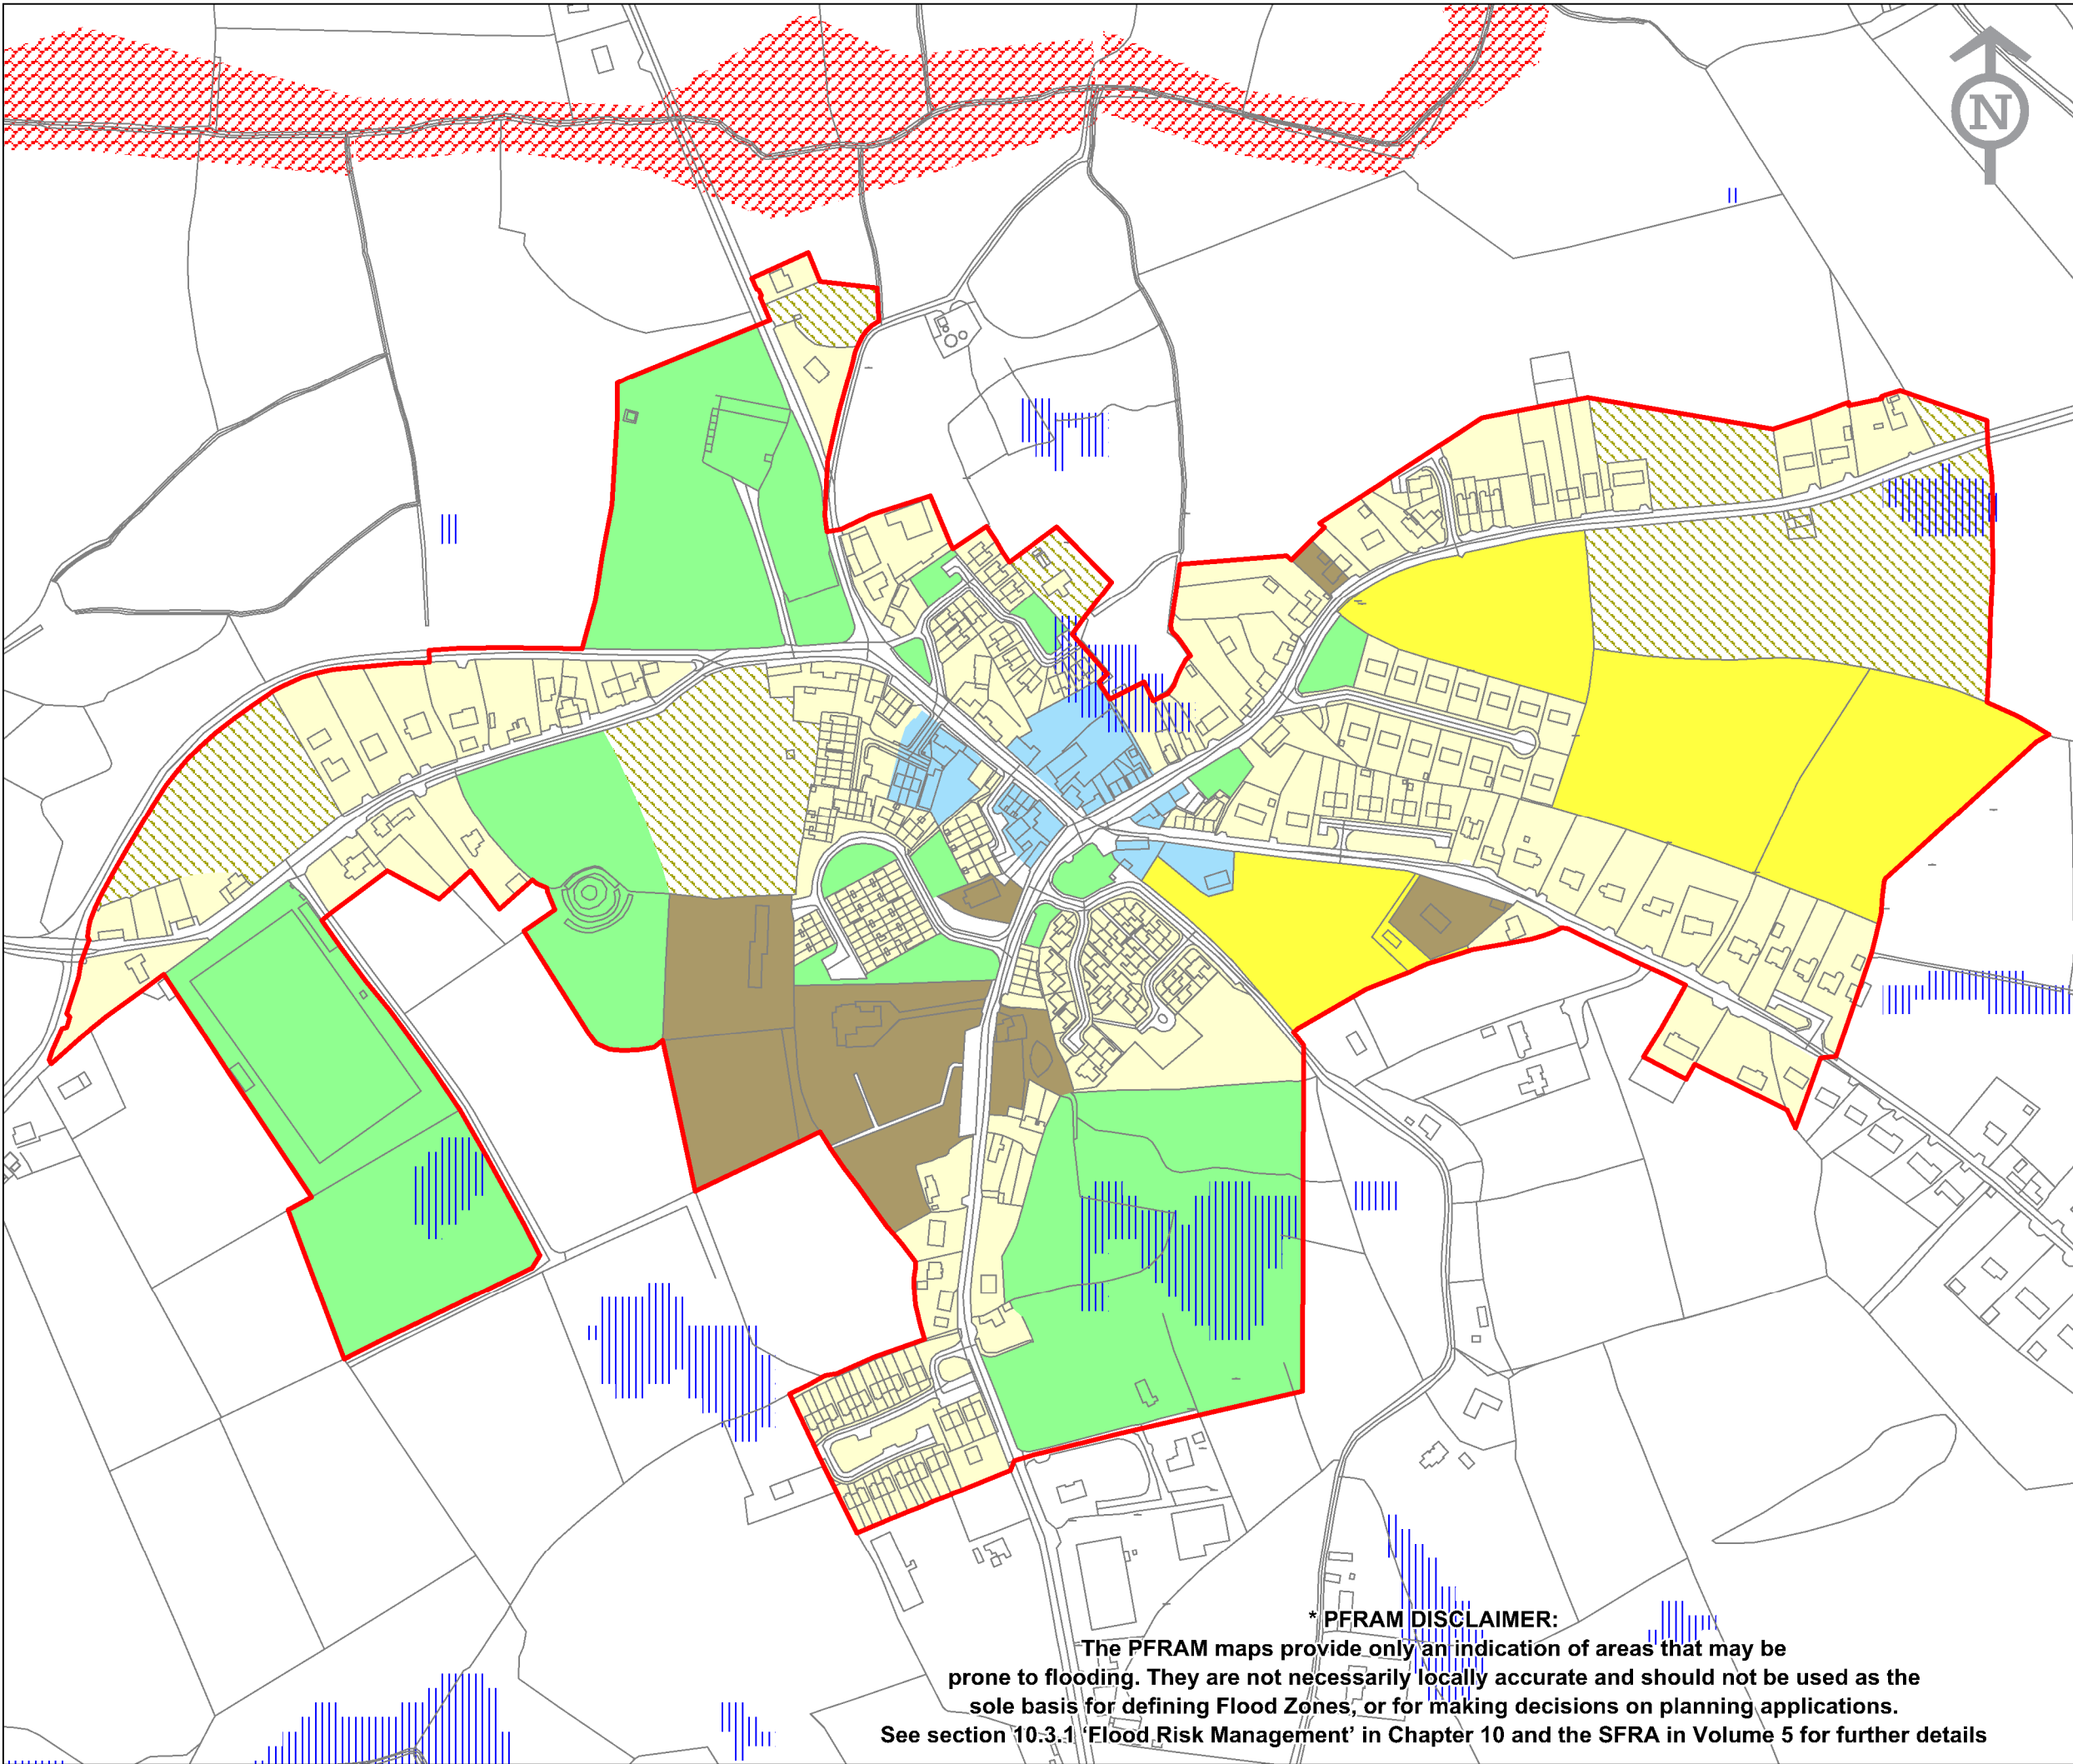 N
* PFRAM DISCLAIMER:
The PFRAM maps provide only an indication of areas that may be
prone to flooding. They are not necessarily locally accurate and should not be used as the
sole basis for defining Flood Zones, or for making decisions on planning applications.
See section 10.3.1 ‘Flood Risk Management’ in Chapter 10 and the SFRA in Volume 5 for further details